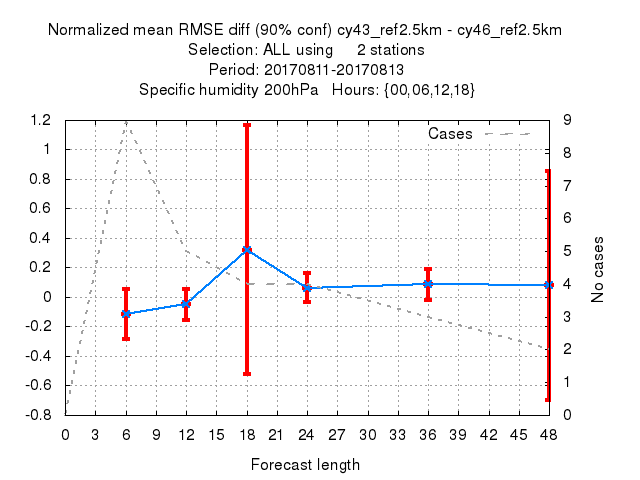 Normalized mean RMSE diff (90% conf) cy43_ref2.5km - cy46_ref2.5km
Selection: ALL using     2 stations
Period: 20170811-20170813
Specific humidity 200hPa   Hours: {00,06,12,18}
Cases
1.2
1
0.8
0.6
0.4
0.2
0
-0.2
-0.4
-0.6
-0.8
9
8
7
6
5
4
3
2
1
0
No cases
0 3 6 9 12 15 18 21 24 27 30 33 36 39 42 45 48
Forecast length